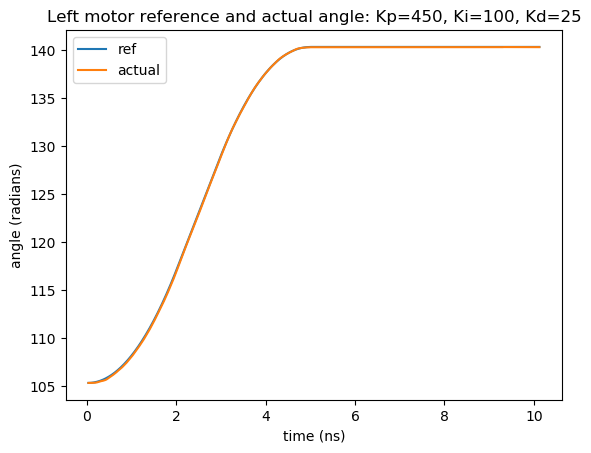 Left motor reference and actual angle: Kp=450, Ki=100, Kd=25
ref
actual
140
135
130
125
120
115
110
105
angle (radians)
0 2 4 6 8 10
time (ns)